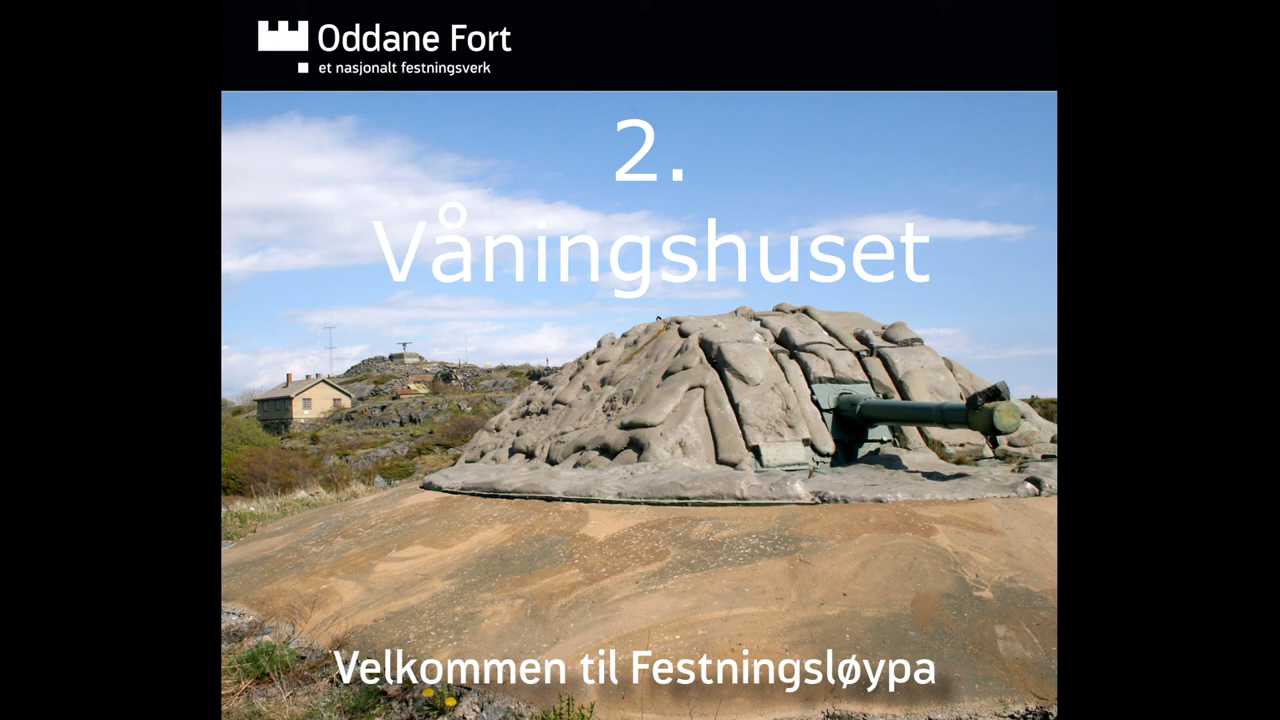 Oddane Fort
et nasjonalt festningsverk
2.
Våningshuset
Velkommen til Festningsløypa